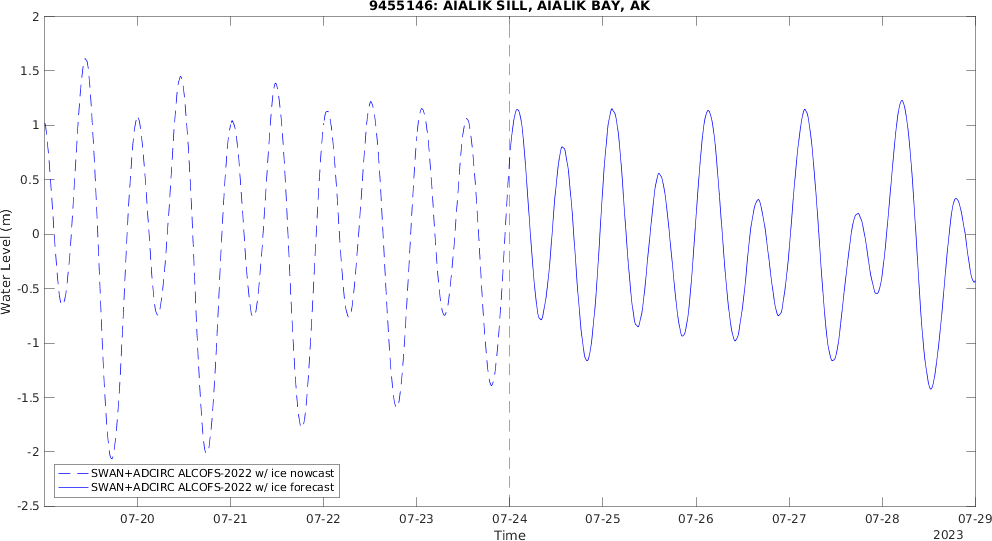 9455146: AIALIK SILL, AIALIK BAY, AK
2
1.5
1
0.5
0
-0.5
-1
-1.5
-2
-2.5
Water Level (m)
SWAN+ADCIRC ALCOFS-2022 w/ ice nowcast
SWAN+ADCIRC ALCOFS-2022 w/ ice forecast
07-20 07-21 07-22 07-23 07-24 07-25 07-26 07-27 07-28 07-29
Time
2023